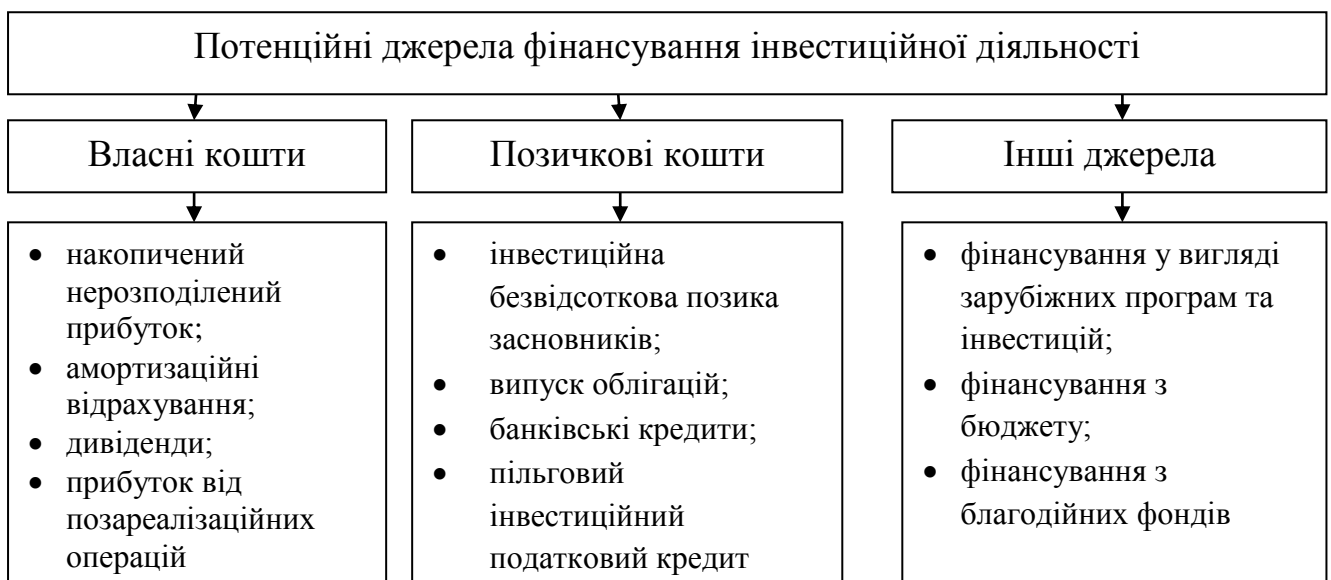 Потенційні джерела фінансування інвестиційної діяльності
Власні кошти
• накопичений
нерозподілений
прибуток;
• амортизаційні
відрахування;
• дивіденди;
• прибуток від
позареалізаційних
операцій
Позичкові кошти
• інвестиційна
безвідсоткова позика
засновників;
• випуск облігацій;
• банківські кредити;
• пільговий
інвестиційний
податковий кредит
Інші джерела
• фінансування у вигляді
зарубіжних програм та
інвестицій;
• фінансування з
бюджету;
• фінансування з
благодійних фондів